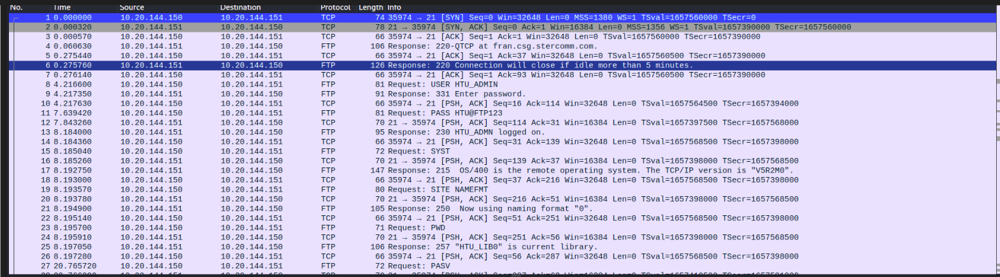 No. Time Source Destination Protocol Length Info
1 0.000000 10.20.144.150 10.20.144.151 TCP 74 35974 → 21 [SYN] Seq=0 Win=32648 Len=0 MSS=1380 WS=1 TSval=1657560000 TSecr=0
2 0.000320 10.20.144.151 10.20.144.150 TCP 78 21 → 35974 [SYN, ACK] Seq=0 Ack=1 Win=16384 Len=0 MSS=1356 WS=1 TSval=1657390000 TSecr=1657560000
3 0.000570 10.20.144.150 10.20.144.151 TCP 66 35974 → 21 [ACK] Seq=1 Ack=1 Win=32648 Len=0 TSval=1657560000 TSecr=1657390000
4 0.060630 10.20.144.151 10.20.144.150 FTP 106 Response: 220-QTCP at fran.csg.stercomm.com.
5 0.275440 10.20.144.150 10.20.144.151 TCP 66 35974 → 21 [ACK] Seq=1 Ack=37 Win=32648 Len=0 TSval=1657560500 TSecr=1657390000
6 0.275760 10.20.144.151 10.20.144.150 FTP 126 Response: 220 Connection will close if idle more than 5 minutes.
7 0.276140 10.20.144.150 10.20.144.151 TCP 66 35974 → 21 [ACK] Seq=1 Ack=93 Win=32648 Len=0 TSval=1657560500 TSecr=1657390000
8 4.216600 10.20.144.150 10.20.144.151 FTP 81 Request: USER HTU_ADMIN
9 4.217350 10.20.144.151 10.20.144.150 FTP 91 Response: 331 Enter password.
10 4.217630 10.20.144.150 10.20.144.151 TCP 66 35974 → 21 [PSH, ACK] Seq=16 Ack=114 Win=32648 Len=0 TSval=1657564500 TSecr=1657394000
11 7.639420 10.20.144.150 10.20.144.151 FTP 81 Request: PASS HTU@FTP123
12 7.843260 10.20.144.151 10.20.144.150 TCP 70 21 → 35974 [PSH, ACK] Seq=114 Ack=31 Win=16384 Len=0 TSval=1657397500 TSecr=1657568000
13 8.184000 10.20.144.151 10.20.144.150 FTP 95 Response: 230 HTU_ADMN logged on.
14 8.184360 10.20.144.150 10.20.144.151 TCP 66 35974 → 21 [PSH, ACK] Seq=31 Ack=139 Win=32648 Len=0 TSval=1657568500 TSecr=1657398000
15 8.185040 10.20.144.150 10.20.144.151 FTP 72 Request: SYST
16 8.185260 10.20.144.151 10.20.144.150 TCP 70 21 → 35974 [PSH, ACK] Seq=139 Ack=37 Win=16384 Len=0 TSval=1657398000 TSecr=1657568500
17 8.192750 10.20.144.151 10.20.144.150 FTP 147 Response: 215  OS/400 is the remote operating system. The TCP/IP version is "V5R2M0".
18 8.193000 10.20.144.150 10.20.144.151 TCP 66 35974 → 21 [PSH, ACK] Seq=37 Ack=216 Win=32648 Len=0 TSval=1657568500 TSecr=1657398000
19 8.193570 10.20.144.150 10.20.144.151 FTP 80 Request: SITE NAMEFMT
20 8.193780 10.20.144.151 10.20.144.150 TCP 70 21 → 35974 [PSH, ACK] Seq=216 Ack=51 Win=16384 Len=0 TSval=1657398000 TSecr=1657568500
21 8.194900 10.20.144.151 10.20.144.150 FTP 105 Response: 250  Now using naming format "0".
22 8.195140 10.20.144.150 10.20.144.151 TCP 66 35974 → 21 [PSH, ACK] Seq=51 Ack=251 Win=32648 Len=0 TSval=1657568500 TSecr=1657398000
23 8.195700 10.20.144.150 10.20.144.151 FTP 71 Request: PWD
24 8.195910 10.20.144.151 10.20.144.150 TCP 70 21 → 35974 [PSH, ACK] Seq=251 Ack=56 Win=16384 Len=0 TSval=1657398000 TSecr=1657568500
25 8.197050 10.20.144.151 10.20.144.150 FTP 106 Response: 257 "HTU_LIB0" is current library.
26 8.197280 10.20.144.150 10.20.144.151 TCP 66 35974 → 21 [PSH, ACK] Seq=56 Ack=287 Win=32648 Len=0 TSval=1657568500 TSecr=1657398000
27 20.765720 10.20.144.150 10.20.144.151 FTP 72 Request: PASV